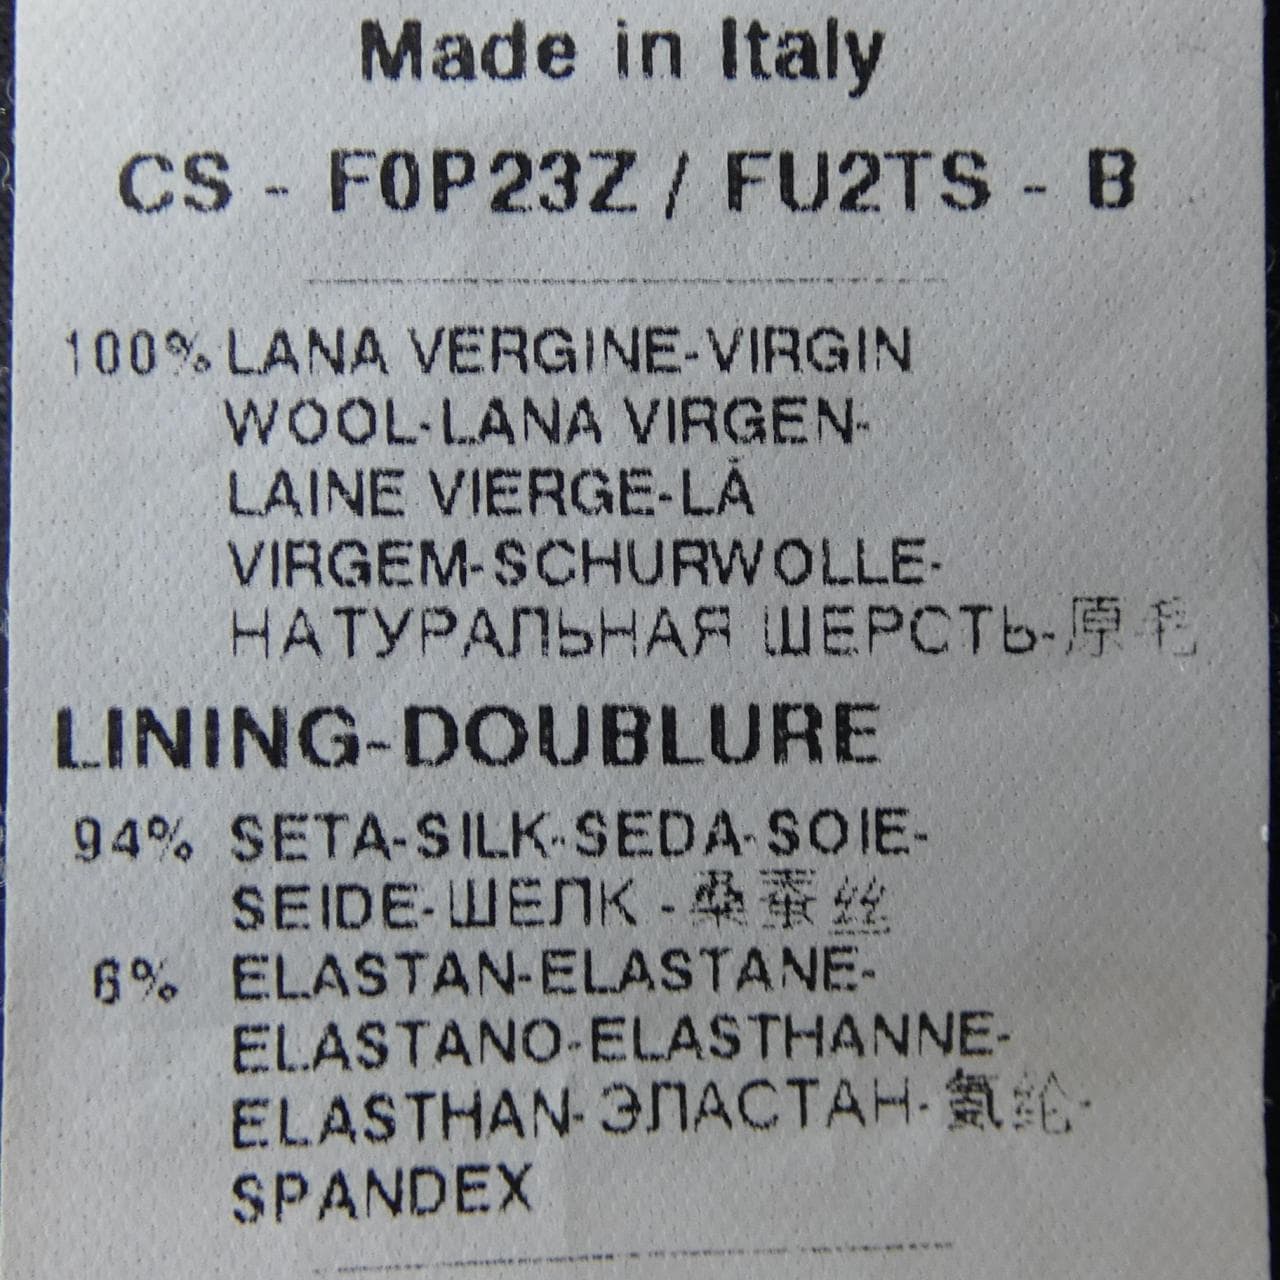 Made in Italy
CS - F0P23Z / FU2TS - B
100% LANA VERGINE-VIRGIN
WOOL-LANA VIRGEN-
LAINE VIERGE-LÃ
VIRGEM-SCHURWOLLE-
НАТУРАЛЬНАЯ ШЕРСТЬ-原毛
LINING-DOUBLURE
94% SETA-SILK-SEDA-SOIE-
SEIDE-ШЕЛК -桑蚕丝
6% ELASTAN-ELASTANE-
ELASTANO-ELASTHANNE-
ELASTHAN-ЭЛАСТАН-氨纶-
SPANDEX